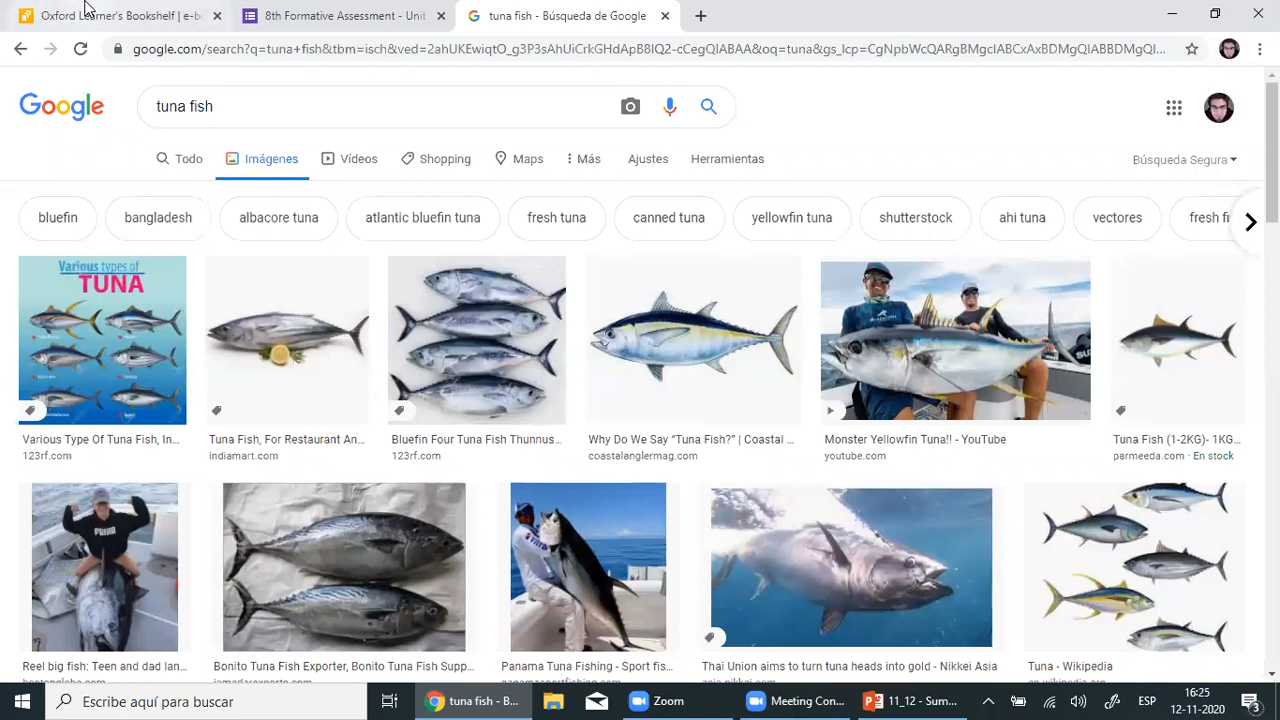 Oxford Learner's Bookshelf | e-bo
8th Formative Assessment - Unit
tuna fish - Búsqueda de Google
google.com/search?q=tuna+fish&tbm=isch&ved=2ahUKEwiqtO_g3P3sAhUiCrkGHdApB8IQ2-cCegQIABAA&oq=tuna&gs_lcp=CgNpbWcQARgBMgcIABCxAxBDMgQIABBDMgQI...
Google
tuna fish
Todo
Imágenes
Vídeos
Shopping
Maps
Más
Ajustes
Herramientas
Búsqueda Segura
bluefin
bangladesh
albacore tuna
atlantic bluefin tuna
fresh tuna
canned tuna
yellowfin tuna
shutterstock
ahi tuna
vectores
fresh fi
Various types of
TUNA
Various Type Of Tuna Fish, In...
123rf.com
Tuna Fish, For Restaurant An...
indiamart.com
Bluefin Four Tuna Fish Thunnus...
123rf.com
Why Do We Say “Tuna Fish?” | Coastal ...
coastalanglermag.com
Monster Yellowfin Tuna!! - YouTube
youtube.com
Tuna Fish (1-2KG)- 1KG...
parmeeda.com · En stock
Reel big fish: Teen and dad lan...
Bonito Tuna Fish Exporter, Bonito Tuna Fish Supp...
Panama Tuna Fishing - Sport fis...
Thai Union aims to turn tuna heads into gold - Nikkei Asia
Tuna - Wikipedia
Escribe aquí para buscar
tuna fish - B...
Zoom
Meeting Con...
11_12 - Sum...
ESP
16:25
12-11-2020
3